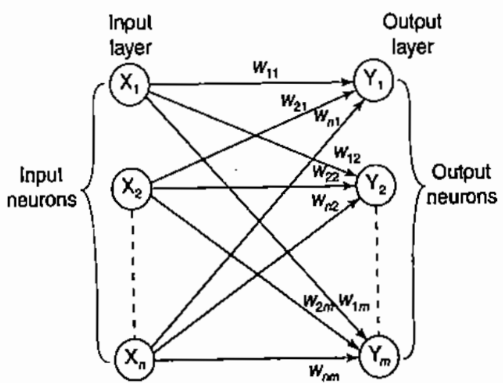 Input
layer
Output
layer
X1
w11
Y1
w21
wn1
Input
neurons
w12
X2
w22
Y2
Output
neurons
wn2
w2m
w1m
Xn
wnm
Ym